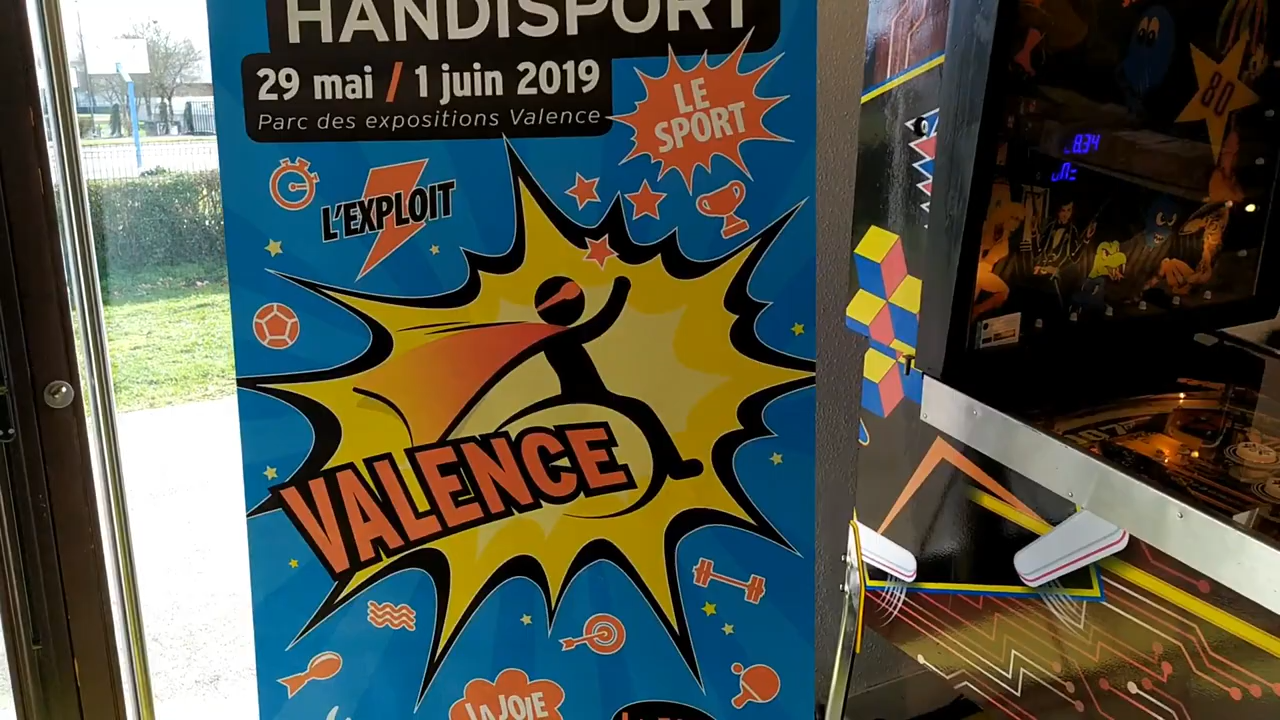 HANDISPORT
29 mai / 1 juin 2019
Parc des expositions Valence
LE
SPORT
L'EXPLOIT
80
VALENCE
LA JOIE